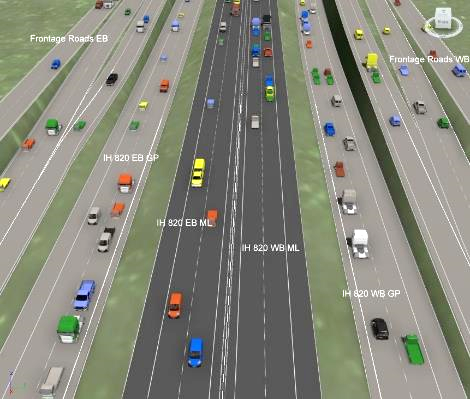 Frontage Roads EB
Frontage Roads WB
IH 820 EB GP
IH 820 EB ML
IH 820 WB ML
IH 820 WB GP